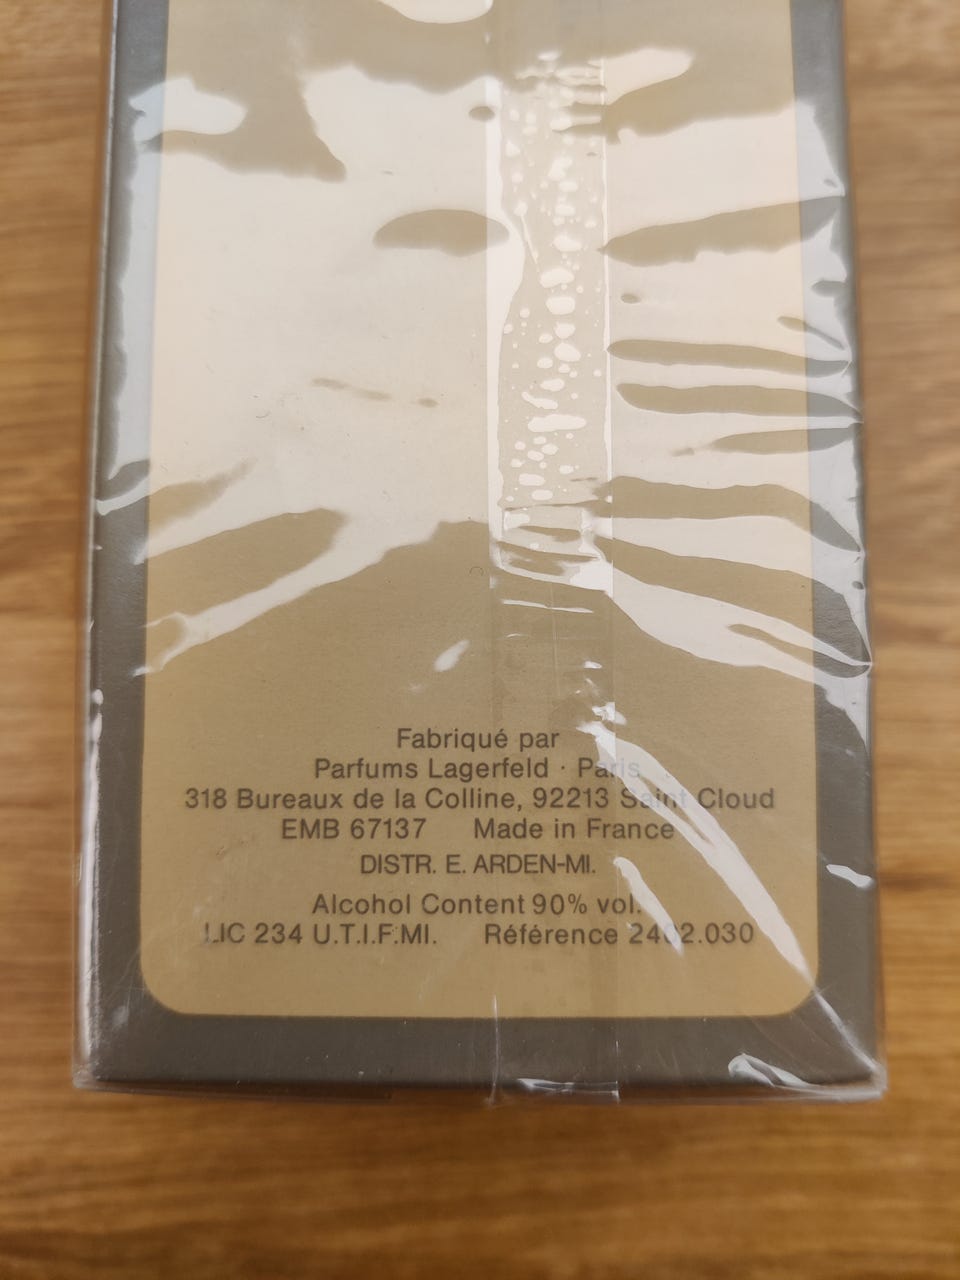 Fabriqué par
Parfums Lagerfeld · Paris
318 Bureaux de la Colline, 92213 Saint Cloud
EMB 67137 Made in France
DISTR. E. ARDEN-MI.
Alcohol Content 90% vol.
LIC 234 U.T.I.F.MI. Référence 2402.030